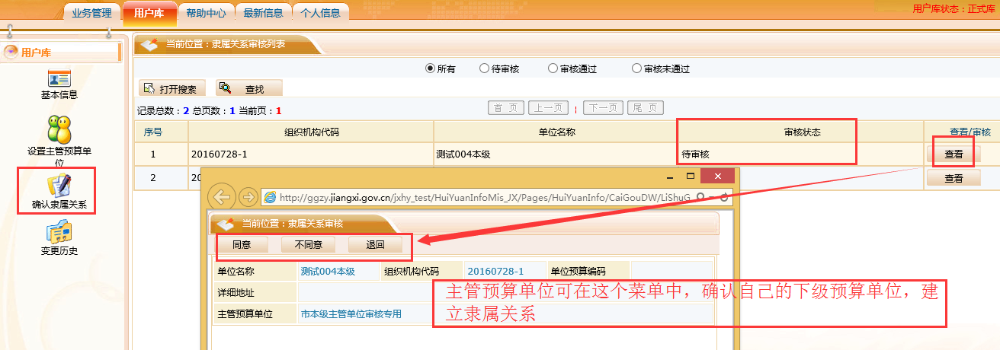 业务管理 用户库 帮助中心 最新信息 个人信息 用户库状态：正式库
用户库
当前位置：隶属关系审核列表
所有 待审核 审核通过 审核未通过
基本信息
打开搜索 查找
记录总数：2 总页数：1 当前页：1 首 页 上一页 下一页 尾 页
序号 组织机构代码 单位名称 审核状态 查看/审核
设置主管预算单位
1 20160728-1 测试004本级 待审核 查看
2 20 查看
确认隶属关系
变更历史
http://ggzy.jiangxi.gov.cn/jxhy_test/HuiYuanInfoMis_JX/Pages/HuiYuanInfo/CaiGouDW/LiShuG
当前位置：隶属关系审核
同意 不同意 退回
单位名称 测试004本级 组织机构代码 20160728-1 单位预算编码
详细地址
主管预算单位 市本级主管单位审核专用
主管预算单位可在这个菜单中，确认自己的下级预算单位，建
立隶属关系